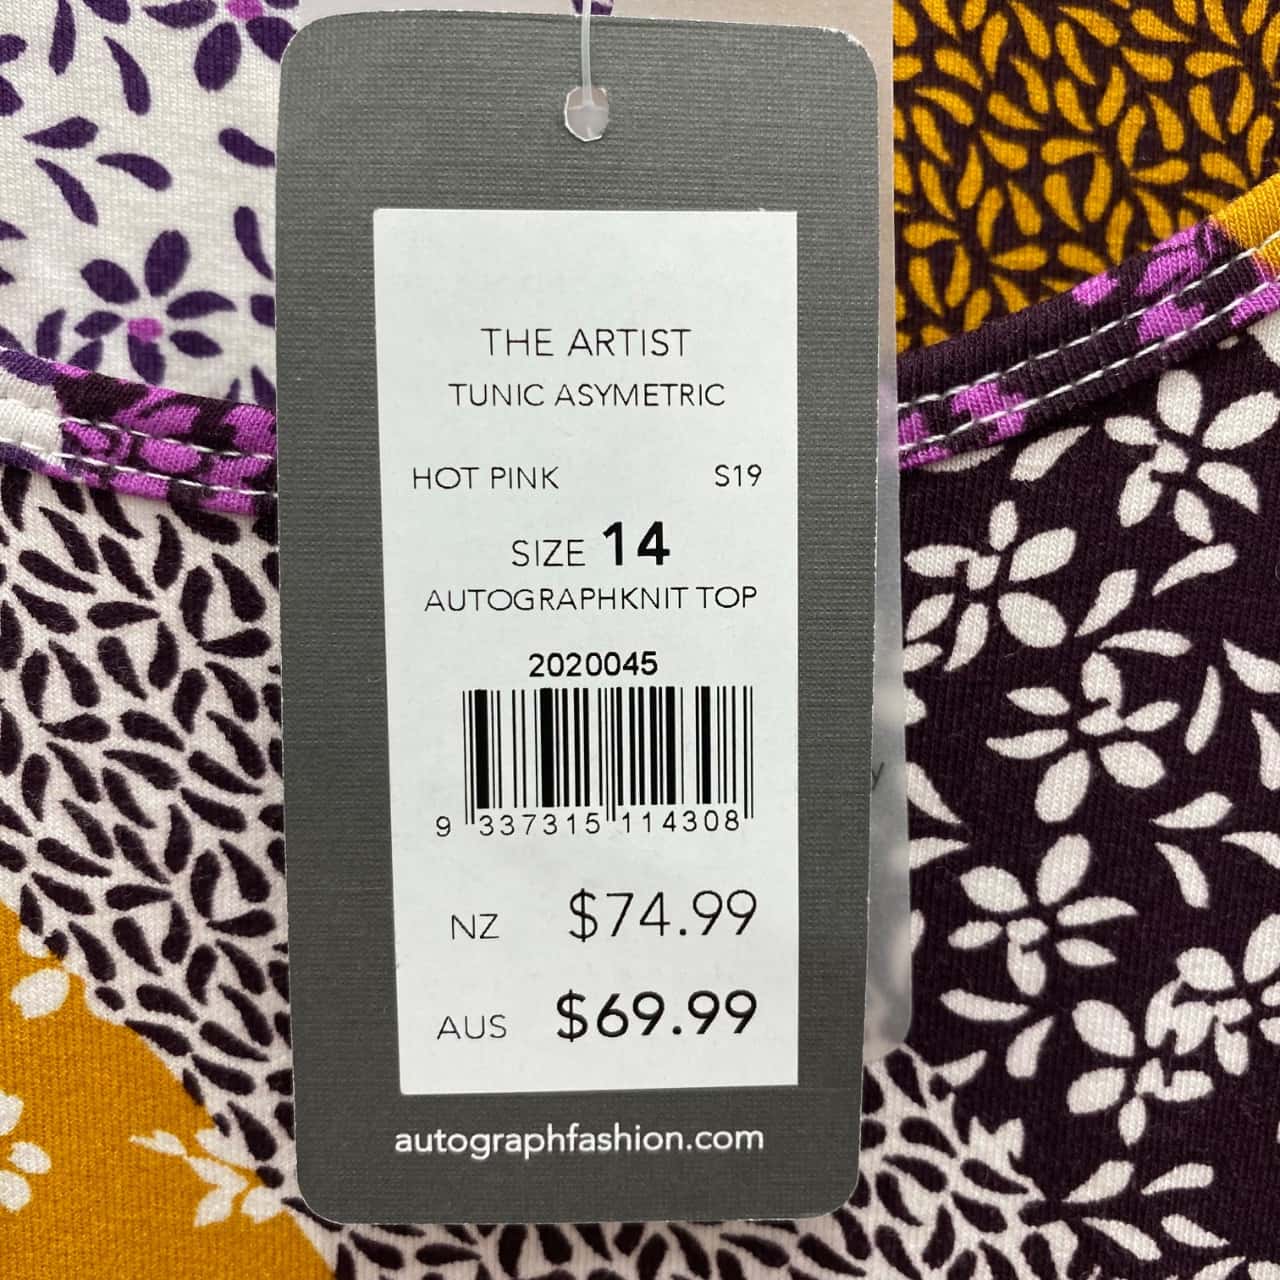 THE ARTIST
TUNIC ASYMETRIC
HOT PINK S19
SIZE 14
AUTOGRAPHKNIT TOP
2020045
9 337315 114308
NZ $74.99
AUS $69.99
autographfashion.com